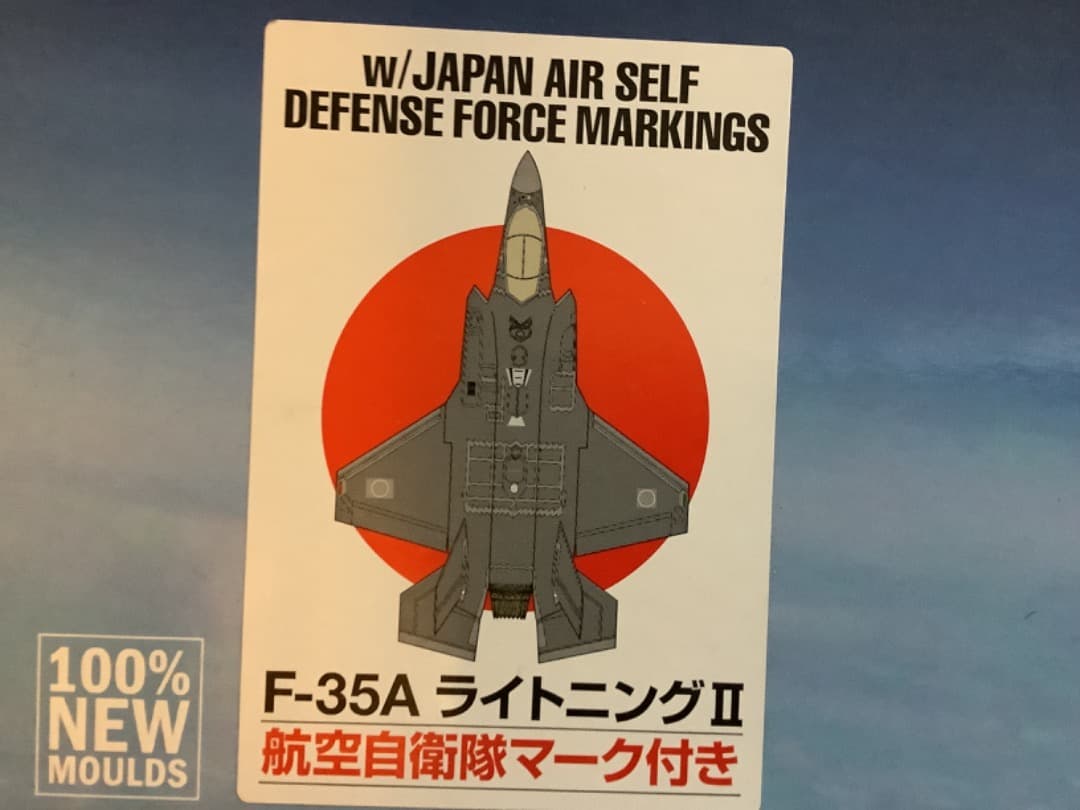 w/JAPAN AIR SELF
DEFENSE FORCE MARKINGS
F-35A ライトニングⅡ
航空自衛隊マーク付き
100%
NEW
MOULDS